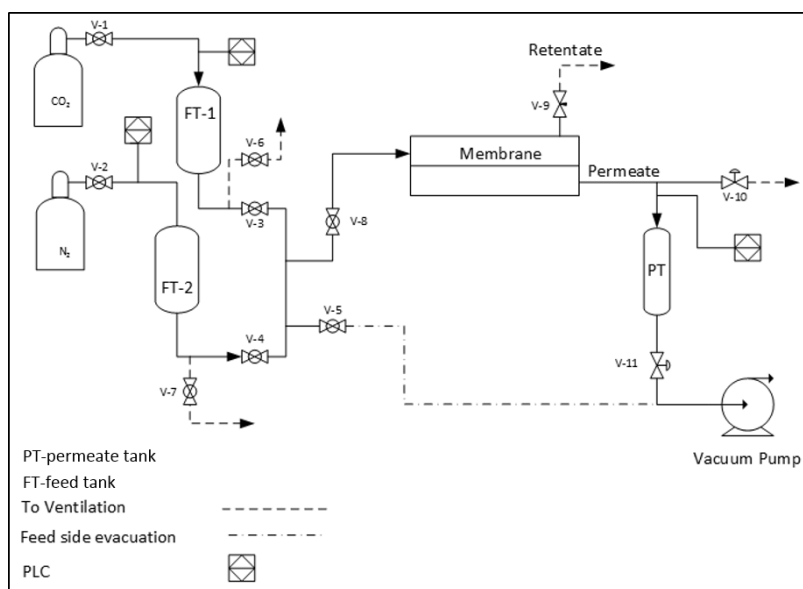 V-1
CO₂
FT-1
V-2
V-6
V-3
N₂
FT-2
V-4
V-7
V-5
V-8
Retentate
V-9
Membrane
Permeate
V-10
PT
V-11
Vacuum Pump
PT-permeate tank
FT-feed tank
To Ventilation
Feed side evacuation
PLC